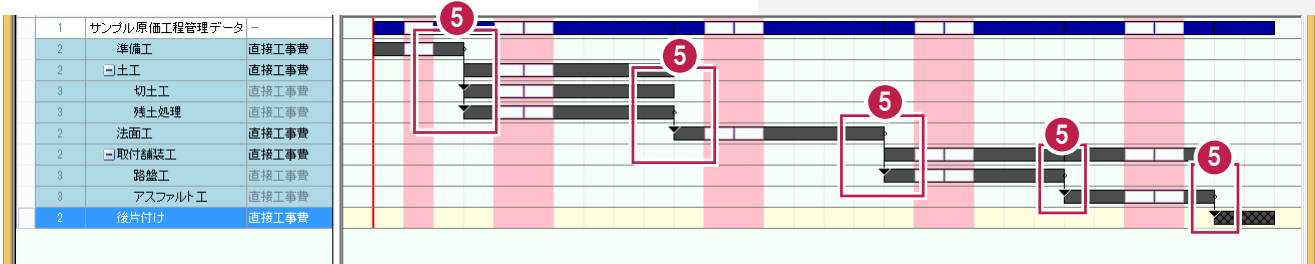 1 サンプル原価工程管理データ -
2 準備工 直接工事費
2 土工 直接工事費
3 切土工 直接工事費
3 残土処理 直接工事費
2 法面工 直接工事費
2 取付舗装工 直接工事費
3 路盤工 直接工事費
3 アスファルト工 直接工事費
2 後片付け 直接工事費
5
5
5
5
5